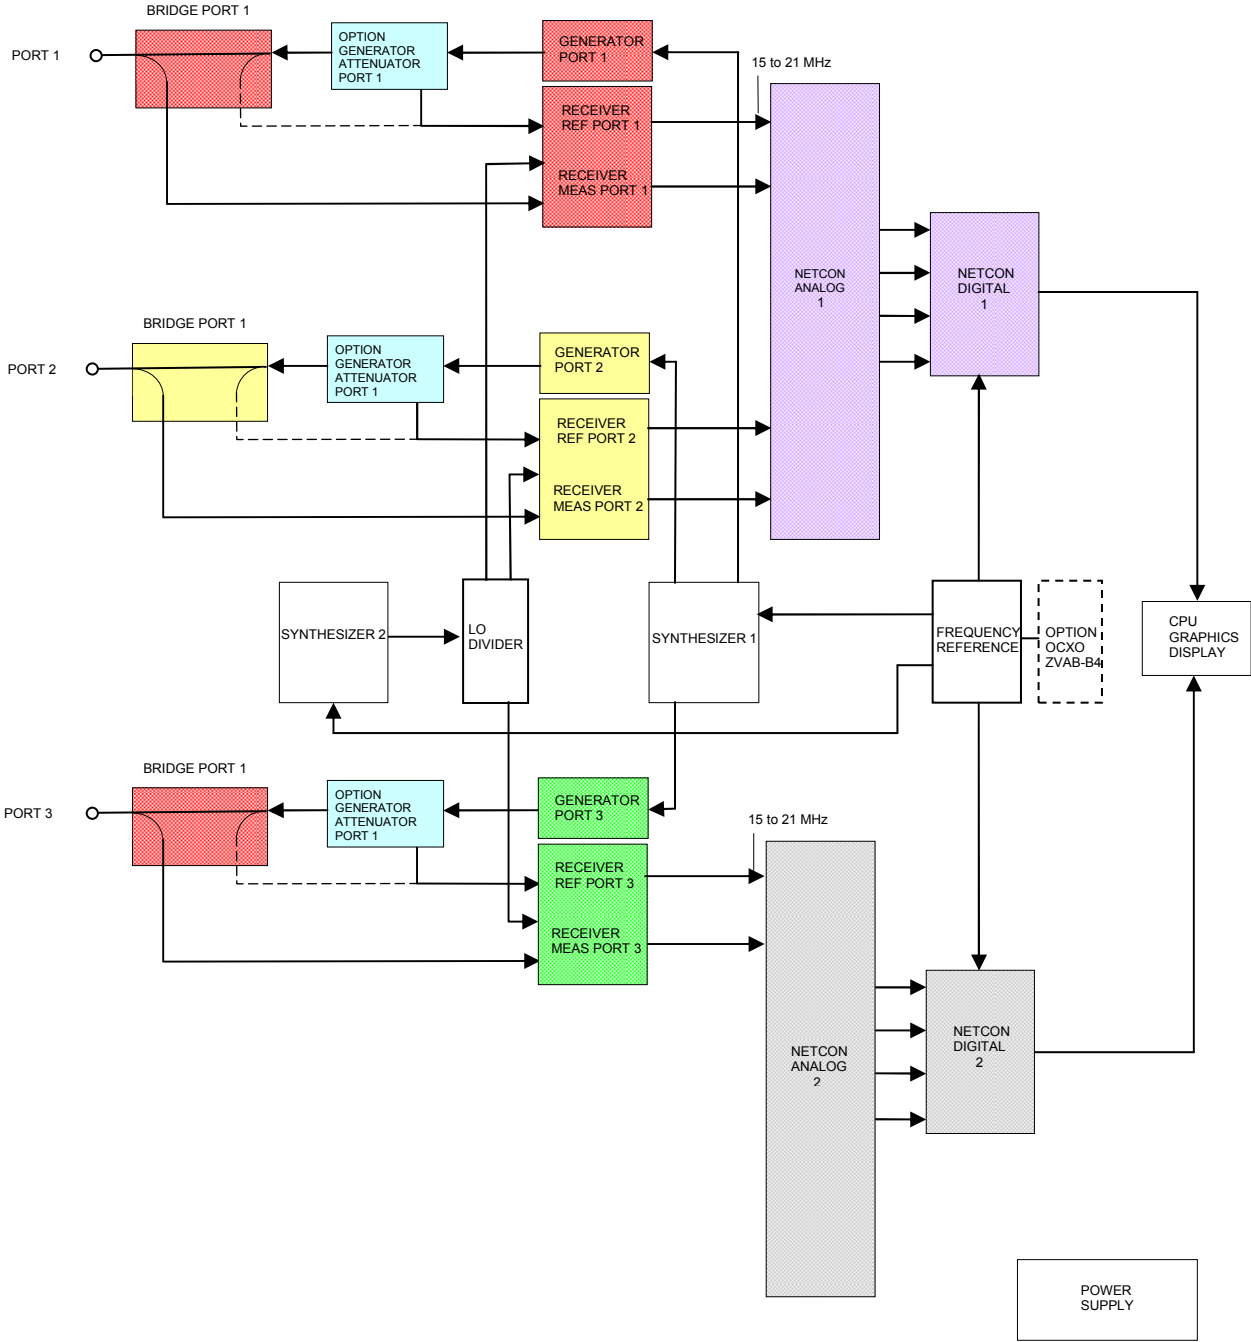 BRIDGE PORT 1
PORT 1
OPTION
GENERATOR
ATTENUATOR
PORT 1
GENERATOR
PORT 1
15 to 21 MHz
RECEIVER
REF PORT 1
RECEIVER
MEAS PORT 1
NETCON
ANALOG
1
NETCON
DIGITAL
1
BRIDGE PORT 1
PORT 2
OPTION
GENERATOR
ATTENUATOR
PORT 1
GENERATOR
PORT 2
RECEIVER
REF PORT 2
RECEIVER
MEAS PORT 2
SYNTHESIZER 2
LO
DIVIDER
SYNTHESIZER 1
FREQUENCY
REFERENCE
OPTION
OCXO
ZVAB-B4
CPU
GRAPHICS
DISPLAY
BRIDGE PORT 1
PORT 3
OPTION
GENERATOR
ATTENUATOR
PORT 1
GENERATOR
PORT 3
15 to 21 MHz
RECEIVER
REF PORT 3
RECEIVER
MEAS PORT 3
NETCON
ANALOG
2
NETCON
DIGITAL
2
POWER
SUPPLY